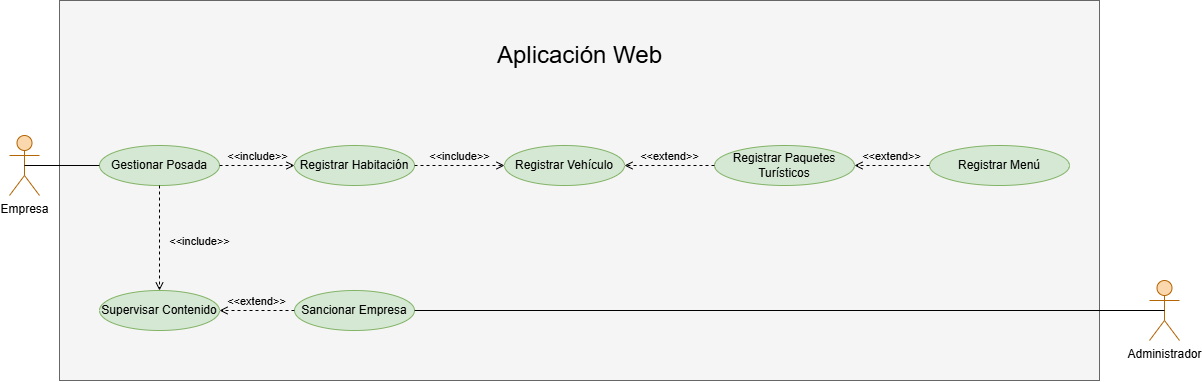 Aplicación Web
Gestionar Posada
<<include>>
Registrar Habitación
<<include>>
Registrar Vehículo
<<extend>>
Registrar Paquetes
Turísticos
<<extend>>
Registrar Menú
Empresa
<<include>>
Supervisar Contenido
<<extend>>
Sancionar Empresa
Administrador